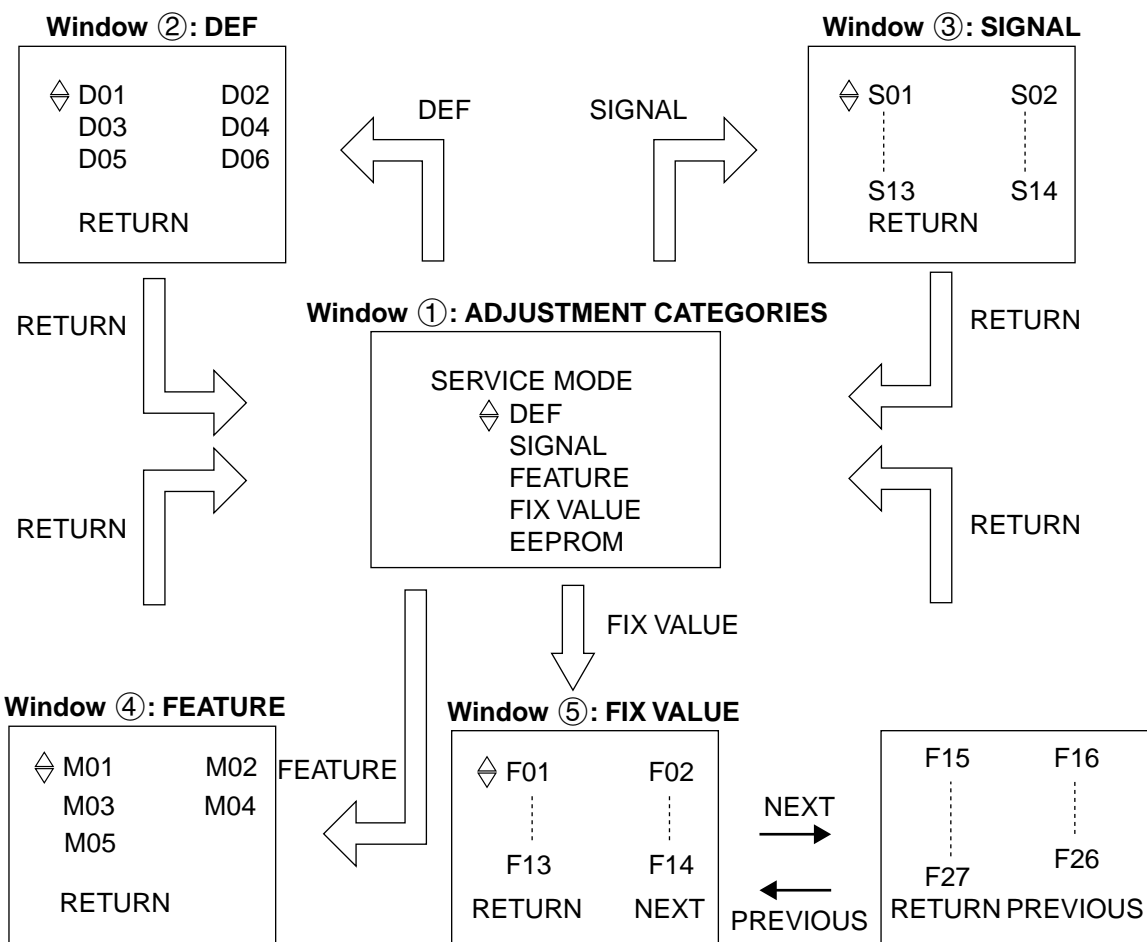 Window ②: DEF
D01 D02
D03 D04
D05 D06
RETURN
DEF
SIGNAL
Window ③: SIGNAL
S01 S02
S13 S14
RETURN
RETURN
Window ①: ADJUSTMENT CATEGORIES
SERVICE MODE
DEF
SIGNAL
FEATURE
FIX VALUE
EEPROM
RETURN
RETURN
RETURN
FIX VALUE
Window ④: FEATURE
M01 M02
M03 M04
M05
RETURN
FEATURE
Window ⑤: FIX VALUE
F01 F02
F13 F14
RETURN NEXT
NEXT
PREVIOUS
F15 F16
F27 F26
RETURN PREVIOUS